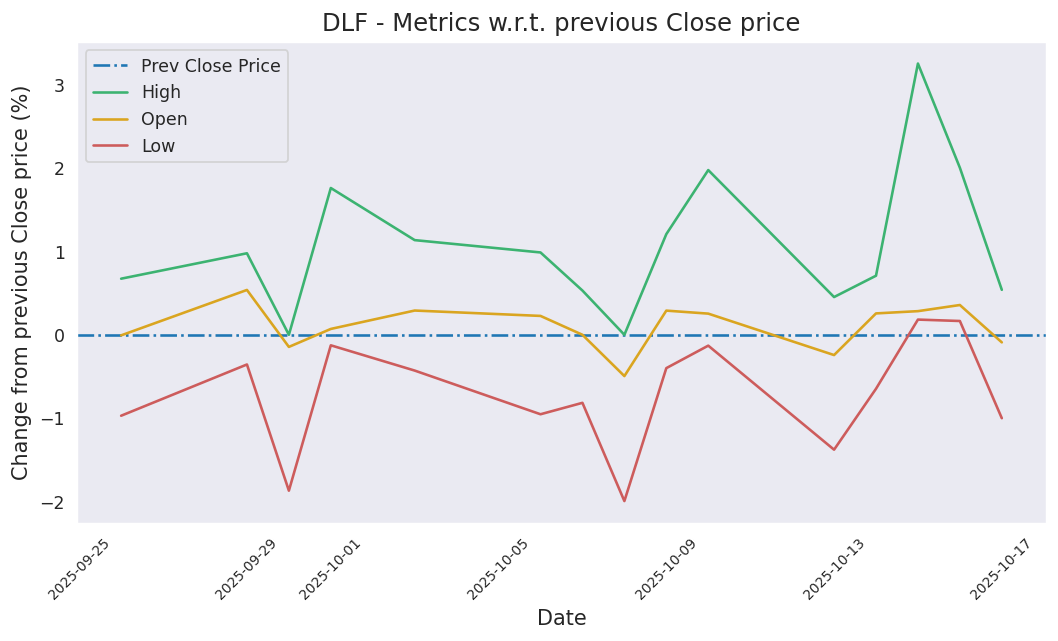 DLF - Metrics w.r.t. previous Close price
Change from previous Close price (%)
Prev Close Price
High
Open
Low
3
2
1
0
−1
−2
2025-09-25
2025-09-29
2025-10-01
2025-10-05
2025-10-09
2025-10-13
2025-10-17
Date